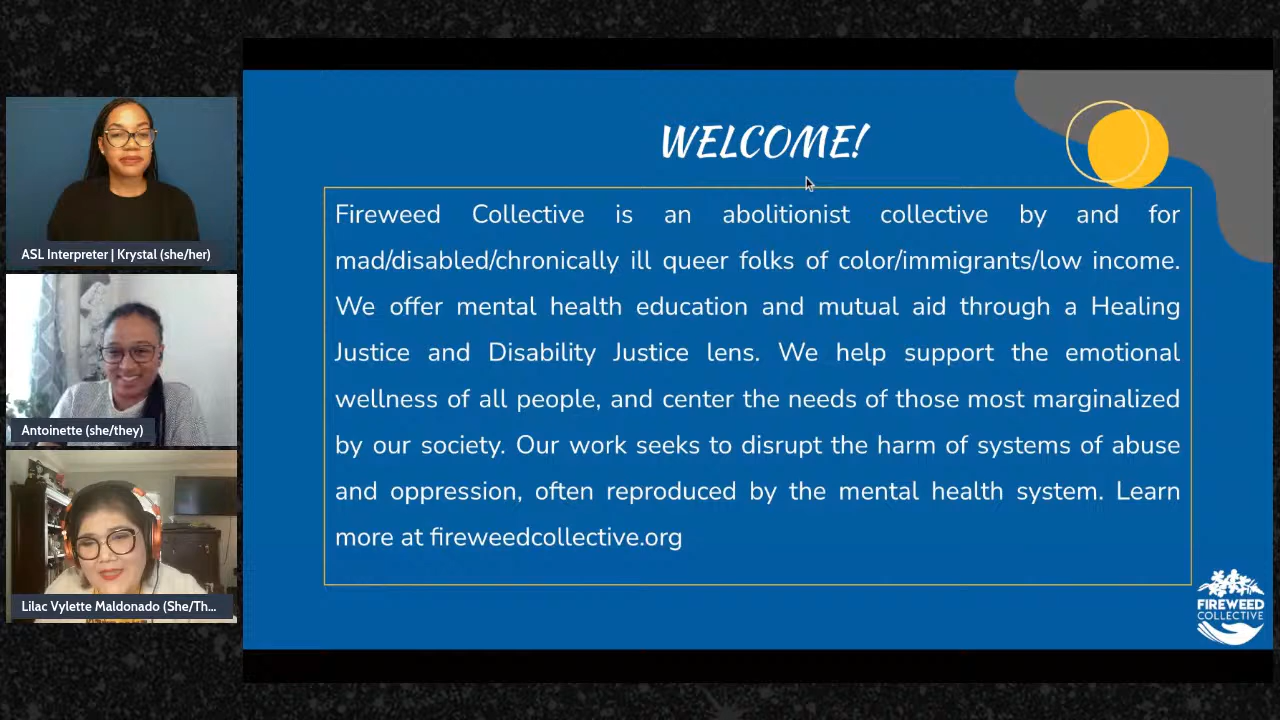 WELCOME!
Fireweed Collective is an abolitionist collective by and for
mad/disabled/chronically ill queer folks of color/immigrants/low income.
We offer mental health education and mutual aid through a Healing
Justice and Disability Justice lens. We help support the emotional
wellness of all people, and center the needs of those most marginalized
by our society. Our work seeks to disrupt the harm of systems of abuse
and oppression, often reproduced by the mental health system. Learn
more at fireweedcollective.org
FIREWEED
COLLECTIVE
ASL Interpreter | Krystal (she/her)
Antoinette (she/they)
Lilac Vylette Maldonado (She/Th...